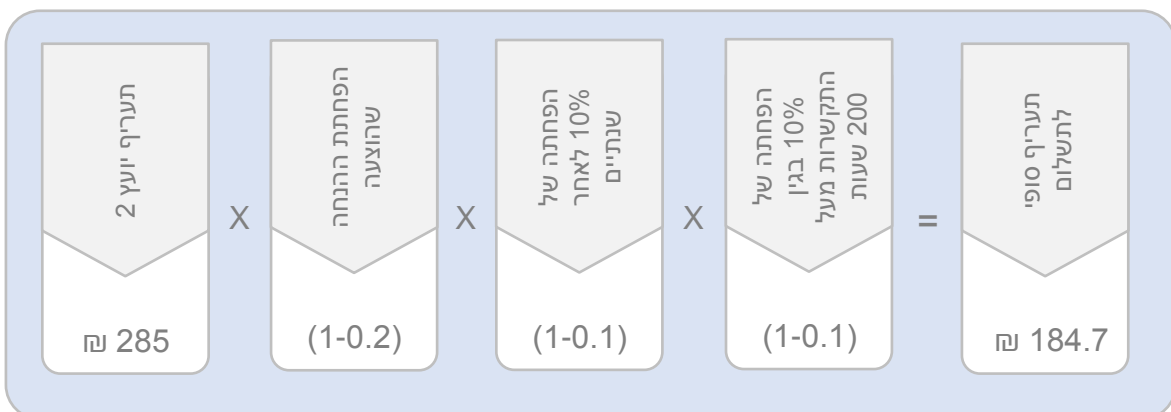 תעריף יועץ 2
₪ 285
X
הפחתת ההנחה
שהוצעה
(1-0.2)
X
הפחתה של
10% לאחר
שנתיים
(1-0.1)
X
הפחתה של
10% בגין
התקשרות מעל
200 שעות
(1-0.1)
=
תעריף סופי
לתשלום
₪ 184.7